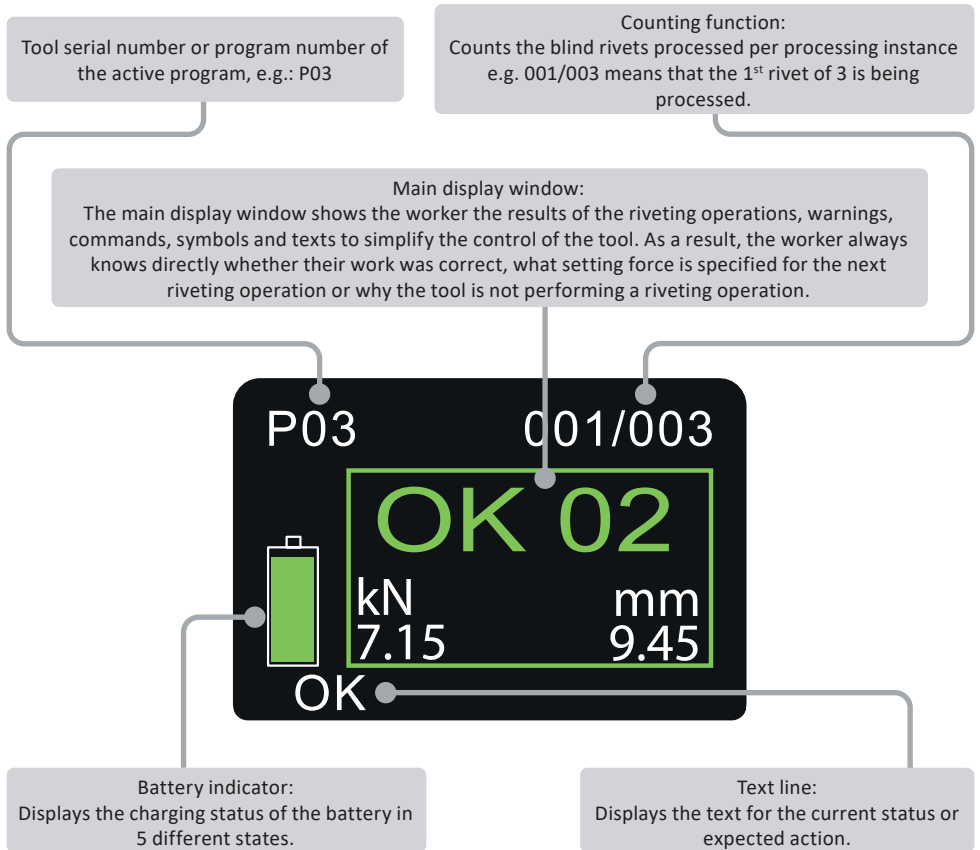 Tool serial number or program number of
the active program, e.g.: P03
Counting function:
Counts the blind rivets processed per processing instance
e.g. 001/003 means that the 1st rivet of 3 is being
processed.
Main display window:
The main display window shows the worker the results of the riveting operations, warnings,
commands, symbols and texts to simplify the control of the tool. As a result, the worker always
knows directly whether their work was correct, what setting force is specified for the next
riveting operation or why the tool is not performing a riveting operation.
P03
001/003
OK 02
kN
mm
7.15
9.45
OK
Battery indicator:
Displays the charging status of the battery in
5 different states.
Text line:
Displays the text for the current status or
expected action.